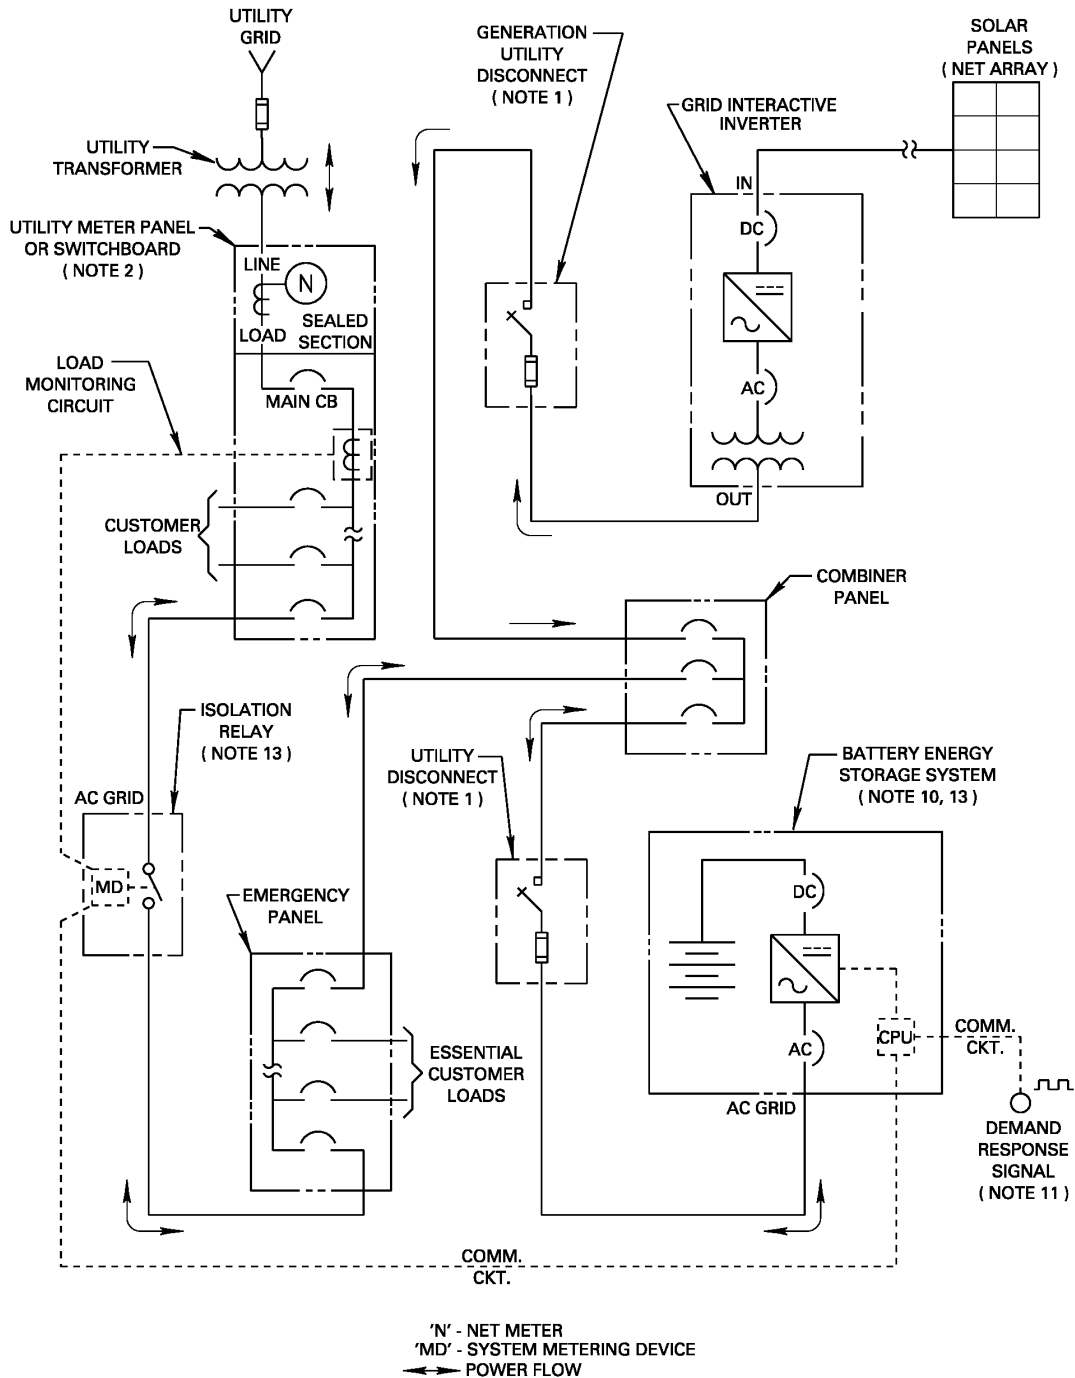 UTILITY
GRID
GENERATION
UTILITY
DISCONNECT
( NOTE 1 )
SOLAR
PANELS
( NET ARRAY )
GRID INTERACTIVE
INVERTER
UTILITY
TRANSFORMER
IN
DC
UTILITY METER PANEL
OR SWITCHBOARD
( NOTE 2 )
LINE
N
SEALED
SECTION
LOAD
LOAD
MONITORING
CIRCUIT
MAIN CB
AC
OUT
CUSTOMER
LOADS
COMBINER
PANEL
ISOLATION
RELAY
( NOTE 13 )
UTILITY
DISCONNECT
( NOTE 1 )
BATTERY ENERGY
STORAGE SYSTEM
( NOTE 10, 13 )
AC GRID
MD
EMERGENCY
PANEL
DC
ESSENTIAL
CUSTOMER
LOADS
AC
CPU
COMM.
CKT.
AC GRID
DEMAND
RESPONSE
SIGNAL
( NOTE 11 )
COMM.
CKT.
'N' - NET METER
'MD' - SYSTEM METERING DEVICE
POWER FLOW